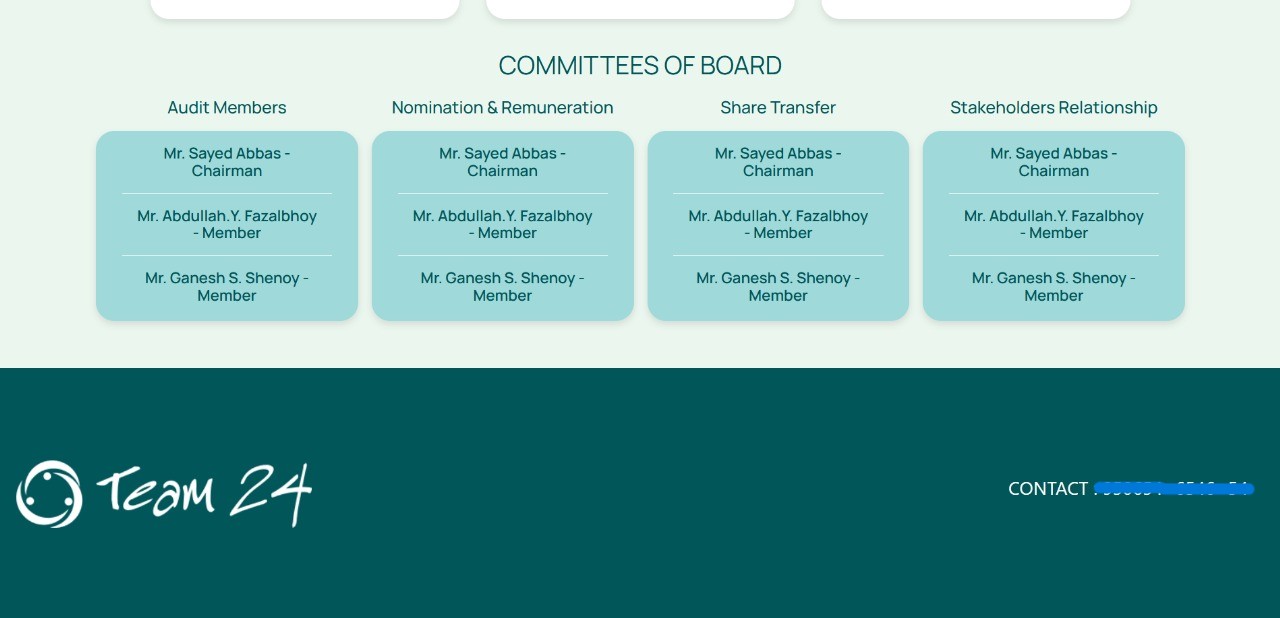 COMMITTEES OF BOARD
Audit Members
Mr. Sayed Abbas -
Chairman
Mr. Abdullah.Y. Fazalbhoy
- Member
Mr. Ganesh S. Shenoy -
Member
Nomination & Remuneration
Mr. Sayed Abbas -
Chairman
Mr. Abdullah.Y. Fazalbhoy
- Member
Mr. Ganesh S. Shenoy -
Member
Share Transfer
Mr. Sayed Abbas -
Chairman
Mr. Abdullah.Y. Fazalbhoy
- Member
Mr. Ganesh S. Shenoy -
Member
Stakeholders Relationship
Mr. Sayed Abbas -
Chairman
Mr. Abdullah.Y. Fazalbhoy
- Member
Mr. Ganesh S. Shenoy -
Member
Team 24
CONTACT